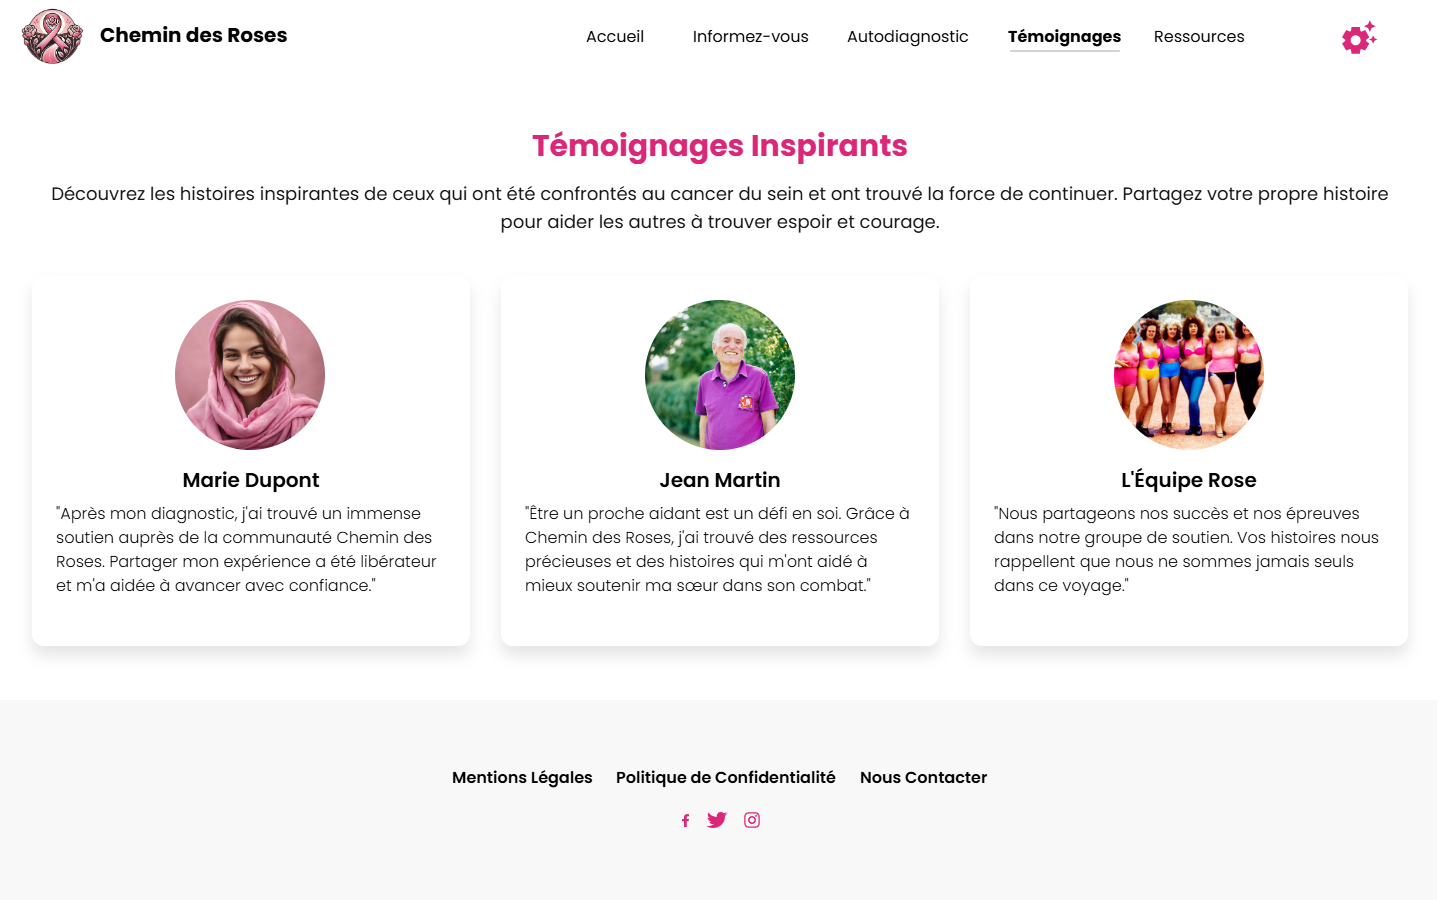 Chemin des Roses
Accueil
Informez-vous
Autodiagnostic
Témoignages
Ressources
Témoignages Inspirants
Découvrez les histoires inspirantes de ceux qui ont été confrontés au cancer du sein et ont trouvé la force de continuer. Partagez votre propre histoire
pour aider les autres à trouver espoir et courage.
Marie Dupont
"Après mon diagnostic, j'ai trouvé un immense
soutien auprès de la communauté Chemin des
Roses. Partager mon expérience a été libérateur
et m'a aidée à avancer avec confiance."
Jean Martin
"Être un proche aidant est un défi en soi. Grâce à
Chemin des Roses, j'ai trouvé des ressources
précieuses et des histoires qui m'ont aidé à
mieux soutenir ma sœur dans son combat."
L'Équipe Rose
"Nous partageons nos succès et nos épreuves
dans notre groupe de soutien. Vos histoires nous
rappellent que nous ne sommes jamais seuls
dans ce voyage."
Mentions Légales
Politique de Confidentialité
Nous Contacter